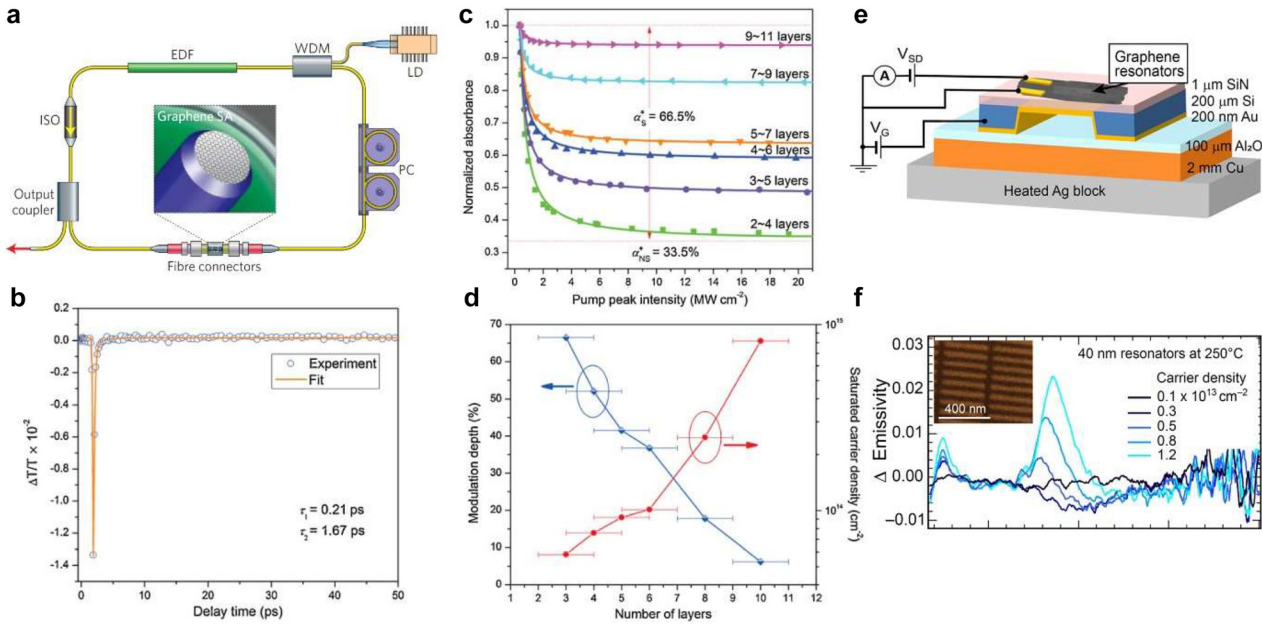 a
EDF
WDM
LD
ISO
Graphene SA
PC
Output
coupler
Fibre connectors
b
0.2
0.0
-0.2
-0.4
-0.6
-0.8
-1.0
-1.2
-1.4
ΔT/T × 10⁻²
Experiment
Fit
τ₁ = 0.21 ps
τ₂ = 1.67 ps
0 10 20 30 40 50
Delay time (ps)
c
1.0
0.9
0.8
0.7
0.6
0.5
0.4
0.3
Normalized absorbance
9~11 layers
7~9 layers
α*S = 66.5%
5~7 layers
4~6 layers
3~5 layers
2~4 layers
α*NS = 33.5%
0 2 4 6 8 10 12 14 16 18 20
Pump peak intensity (MW cm⁻²)
d
70
60
50
40
30
20
10
0
Modulation depth (%)
10¹⁵
10¹⁴
Saturated carrier density (cm⁻²)
1 2 3 4 5 6 7 8 9 10 11 12
Number of layers
e
VSD
A
VG
Graphene
resonators
1 μm SiN
200 μm Si
200 nm Au
100 μm Al₂O
2 mm Cu
Heated Ag block
f
0.03
0.02
0.01
0.00
−0.01
Δ Emissivity
400 nm
40 nm resonators at 250°C
Carrier density
0.1 x 10¹³ cm⁻²
0.3
0.5
0.8
1.2